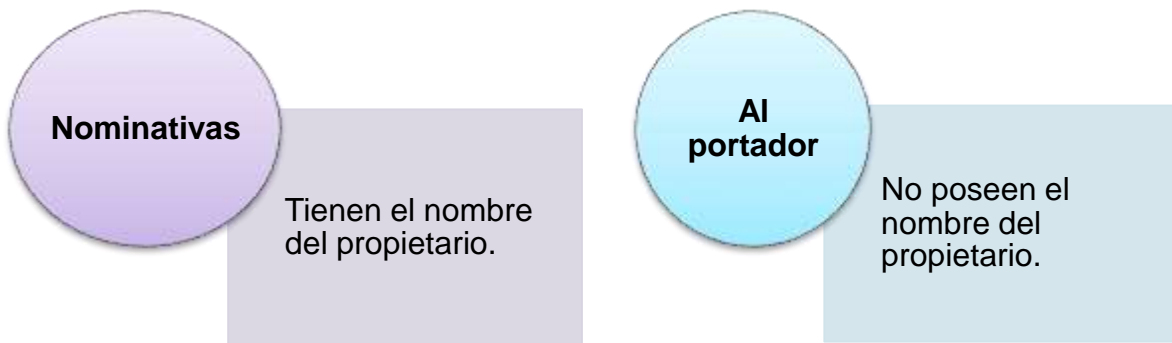 Nominativas
Tienen el nombre
del propietario.
Al
portador
No poseen el
nombre del
propietario.